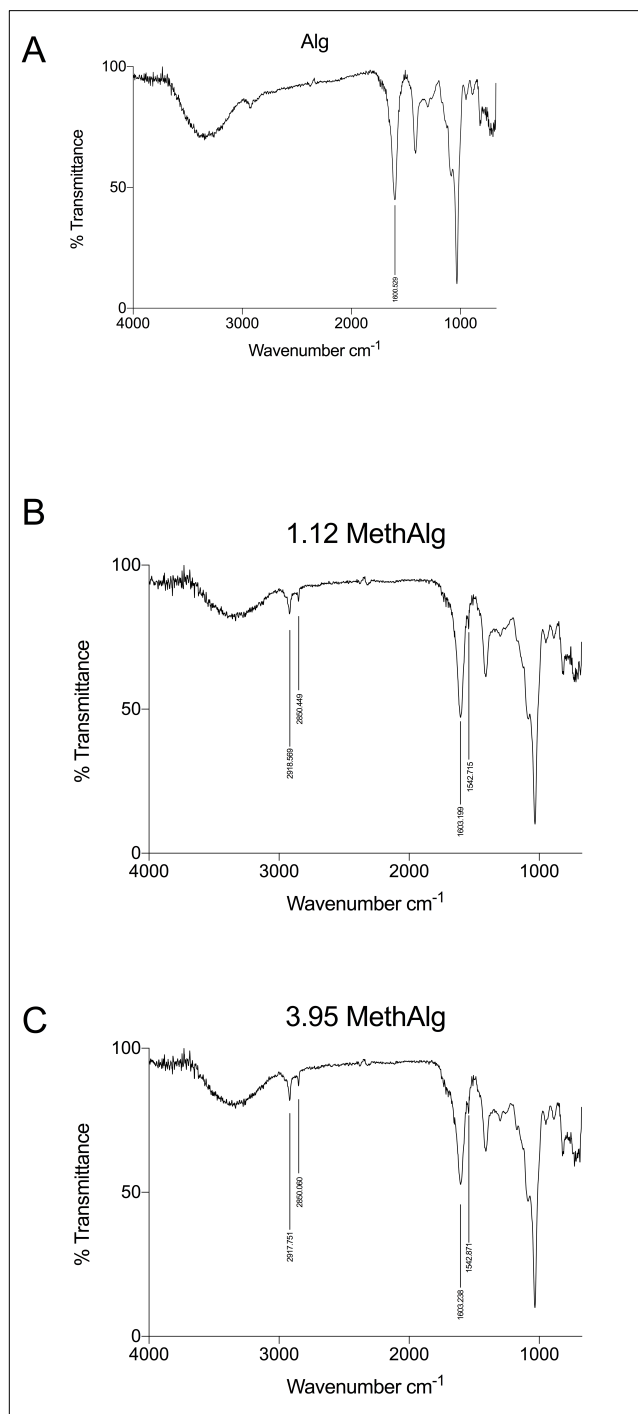 A
Alg
100
50
0
% Transmittance
1600.529
4000 3000 2000 1000
Wavenumber cm-1
B
1.12 MethAlg
100
50
0
% Transmittance
2918.569
2850.449
1603.199
1542.715
4000 3000 2000 1000
Wavenumber cm-1
C
3.95 MethAlg
100
50
0
% Transmittance
2917.751
2850.060
1603.238
1542.871
4000 3000 2000 1000
Wavenumber cm-1